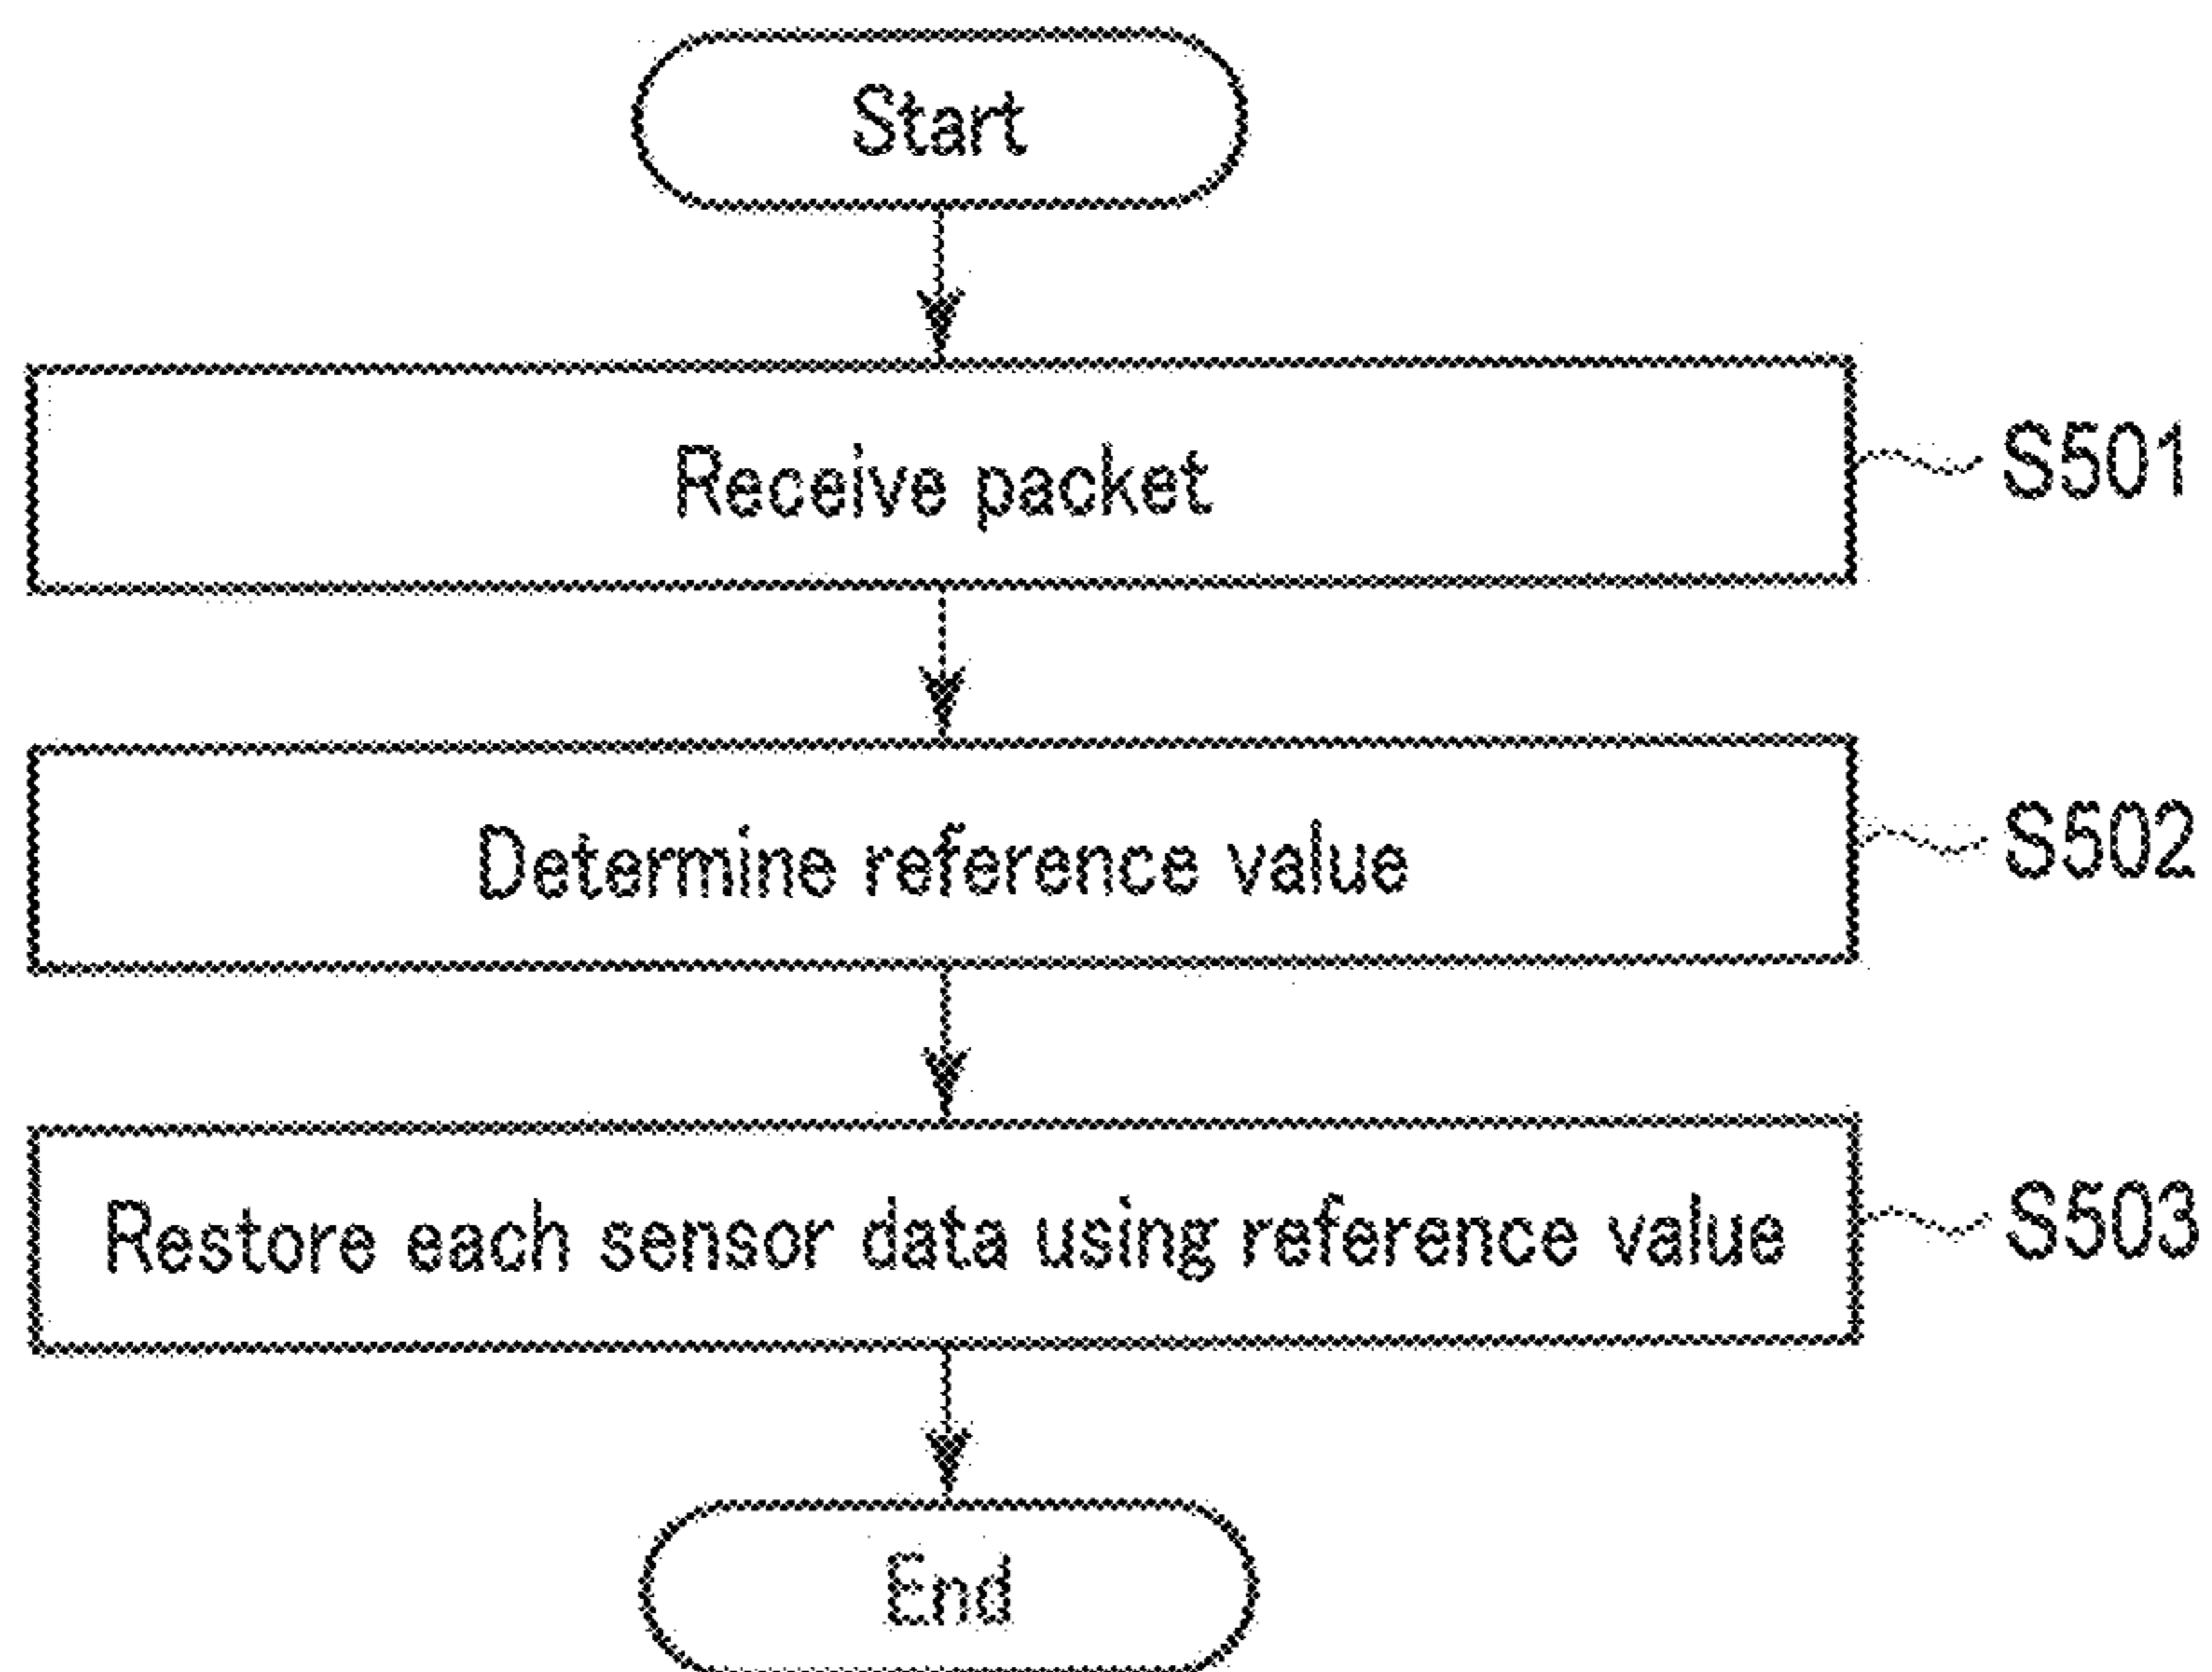 Start
Receive packet
S501
Determine reference value
S502
Restore each sensor data using reference value
S503
End